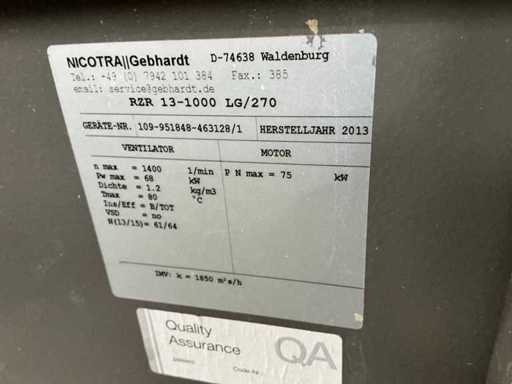 NICOTRA||Gebhardt D-74638 Waldenburg
Tel.: +49 (0) 7942 101 384 Fax.: 385
email: service@gebhardt.de
RZR 13-1000 LG/270
GERÄTE-NR. 109-951848-463128/1 HERSTELLJAHR 2013
VENTILATOR MOTOR
n max = 1400 1/min P N max = 75 kW
Pw max = 68 kW
Dichte = 1.2 kg/m3
Tmax = 80 °C
Ins/Eff = B/TOT
VSD = no
N(13/15)= 61/64
IMV: k = 1850 m²s/h
Quality
Assurance QA